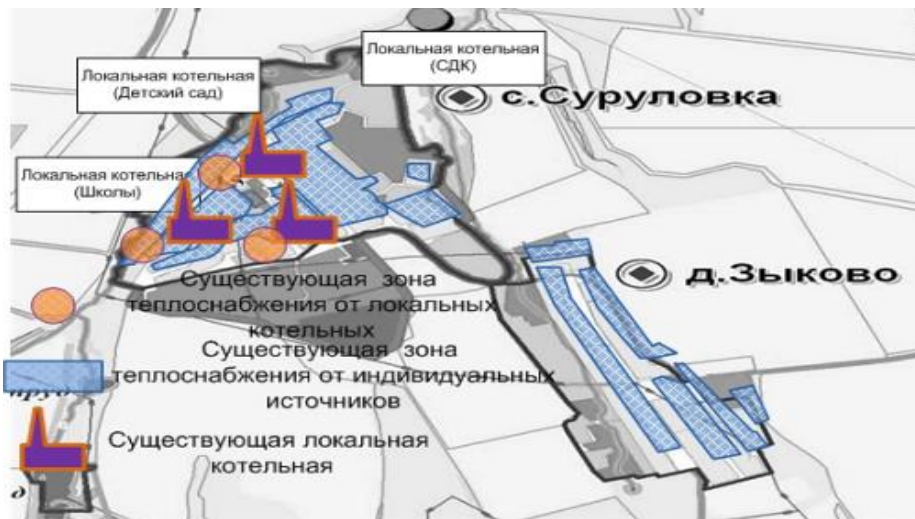 Локальная котельная
(СДК)
Локальная котельная
(Детский сад)
с.Суруловка
Локальная котельна
(Школы)
д.Зыково
Существующая зона
теплоснабжения от локальных
котельных
Существующая зона
теплоснабжения от индивидуальных
источников
Существующая локальная
котельная